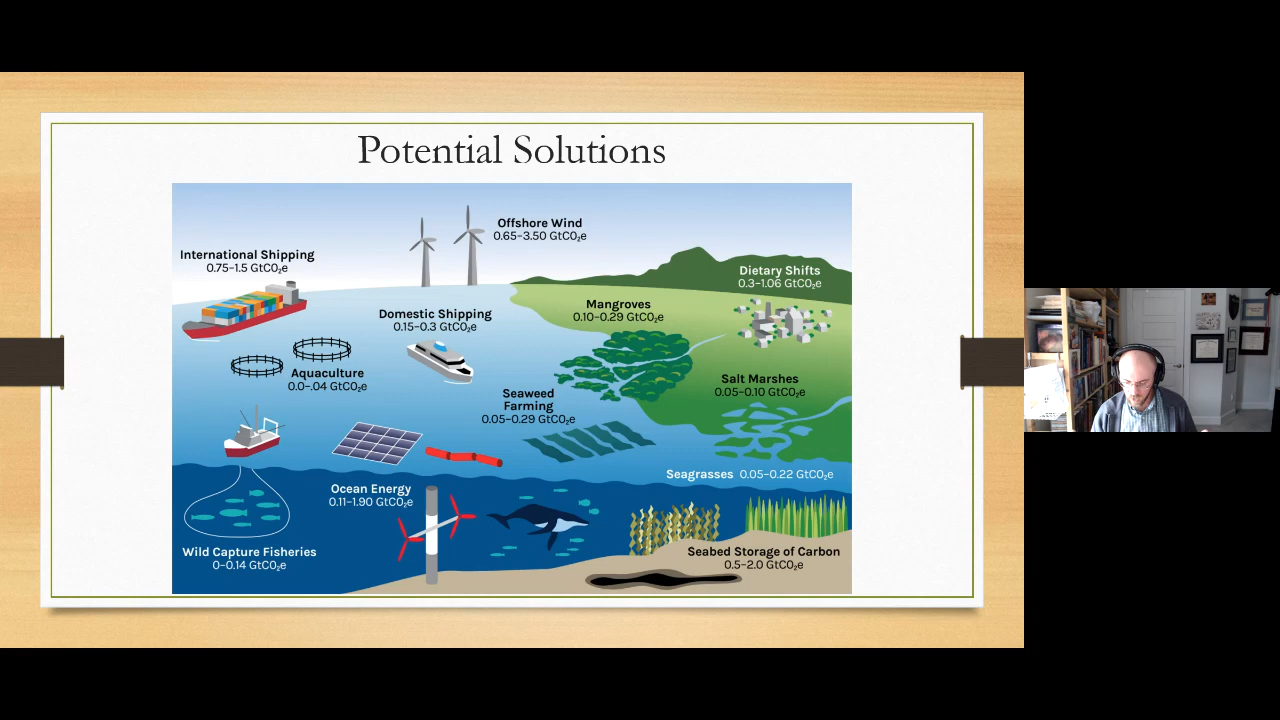 Potential Solutions
Offshore Wind
0.65–3.50 GtCO₂e
International Shipping
0.75–1.5 GtCO₂e
Dietary Shifts
0.3–1.06 GtCO₂e
Mangroves
0.10–0.29 GtCO₂e
Domestic Shipping
0.15–0.3 GtCO₂e
Aquaculture
0.0–.04 GtCO₂e
Salt Marshes
0.05–0.10 GtCO₂e
Seaweed
Farming
0.05–0.29 GtCO₂e
Seagrasses 0.05–0.22 GtCO₂e
Ocean Energy
0.11–1.90 GtCO₂e
Wild Capture Fisheries
0–0.14 GtCO₂e
Seabed Storage of Carbon
0.5–2.0 GtCO₂e